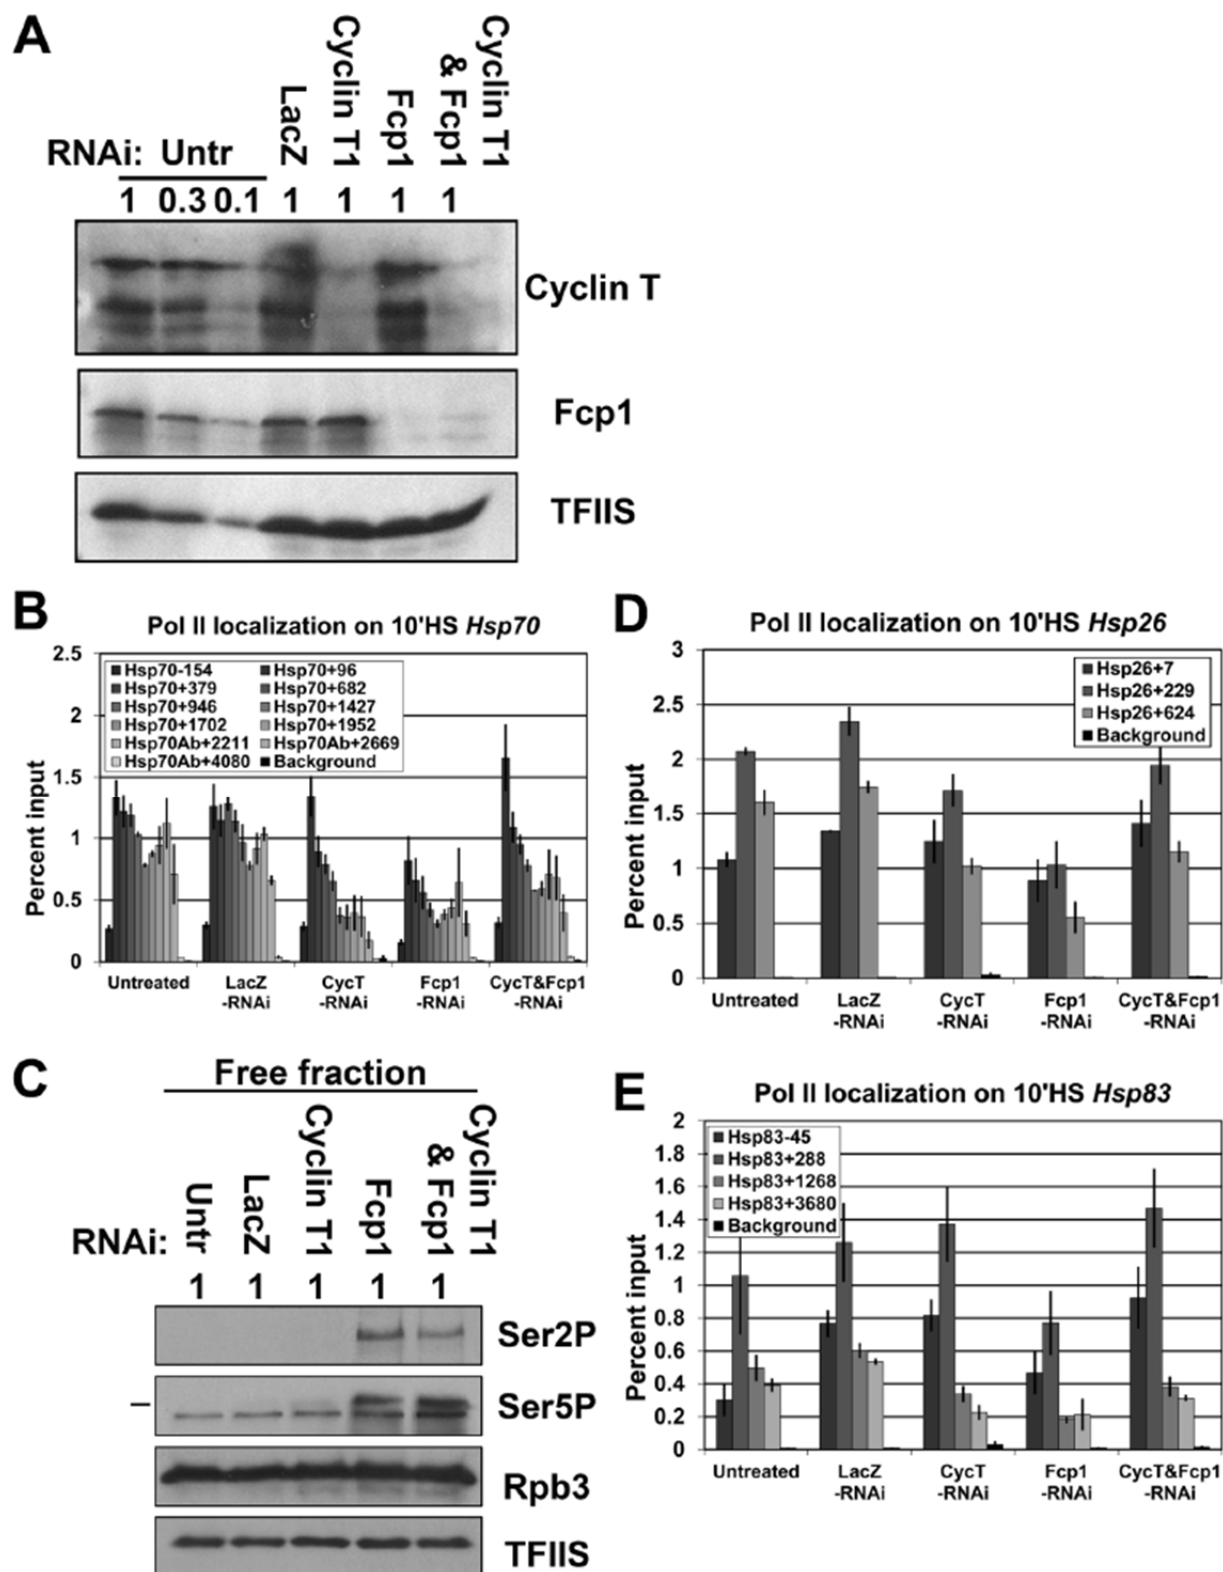 A
RNAi: Untr
LacZ
Cyclin T1
Fcp1
Cyclin T1
& Fcp1
1 0.3 0.1 1 1 1 1
Cyclin T
Fcp1
TFIIS
B
Pol II localization on 10'HS Hsp70
Percent input
2.5
2
1.5
1
0.5
0
Hsp70-154 Hsp70+96
Hsp70+379 Hsp70+682
Hsp70+946 Hsp70+1427
Hsp70+1702 Hsp70+1952
Hsp70Ab+2211 Hsp70Ab+2669
Hsp70Ab+4080 Background
Untreated LacZ CycT Fcp1 CycT&Fcp1
-RNAi -RNAi -RNAi -RNAi
C
Free fraction
RNAi:
Untr
LacZ
Cyclin T1
Fcp1
Cyclin T1
& Fcp1
1 1 1 1 1
Ser2P
Ser5P
Rpb3
TFIIS
D
Pol II localization on 10'HS Hsp26
Percent input
3
2.5
2
1.5
1
0.5
0
Hsp26+7
Hsp26+229
Hsp26+624
Background
Untreated LacZ CycT Fcp1 CycT&Fcp1
-RNAi -RNAi -RNAi -RNAi
E
Pol II localization on 10'HS Hsp83
Percent input
2
1.8
1.6
1.4
1.2
1
0.8
0.6
0.4
0.2
0
Hsp83-45
Hsp83+288
Hsp83+1268
Hsp83+3680
Background
Untreated LacZ CycT Fcp1 CycT&Fcp1
-RNAi -RNAi -RNAi -RNAi